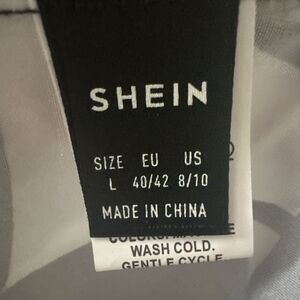 SHEIN
SIZE EU US
L 40/42 8/10
MADE IN CHINA
WASH COLD.
GENTLE CYCLE